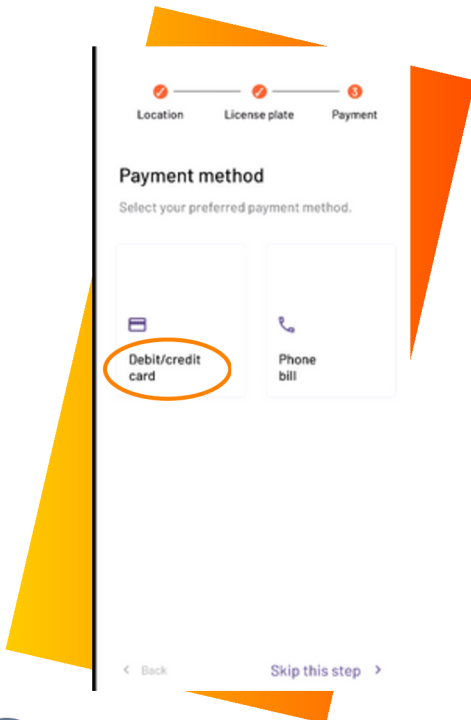 3
Location License plate Payment
Payment method
Select your preferred payment method.
Debit/credit
card
Phone
bill
Back Skip this step